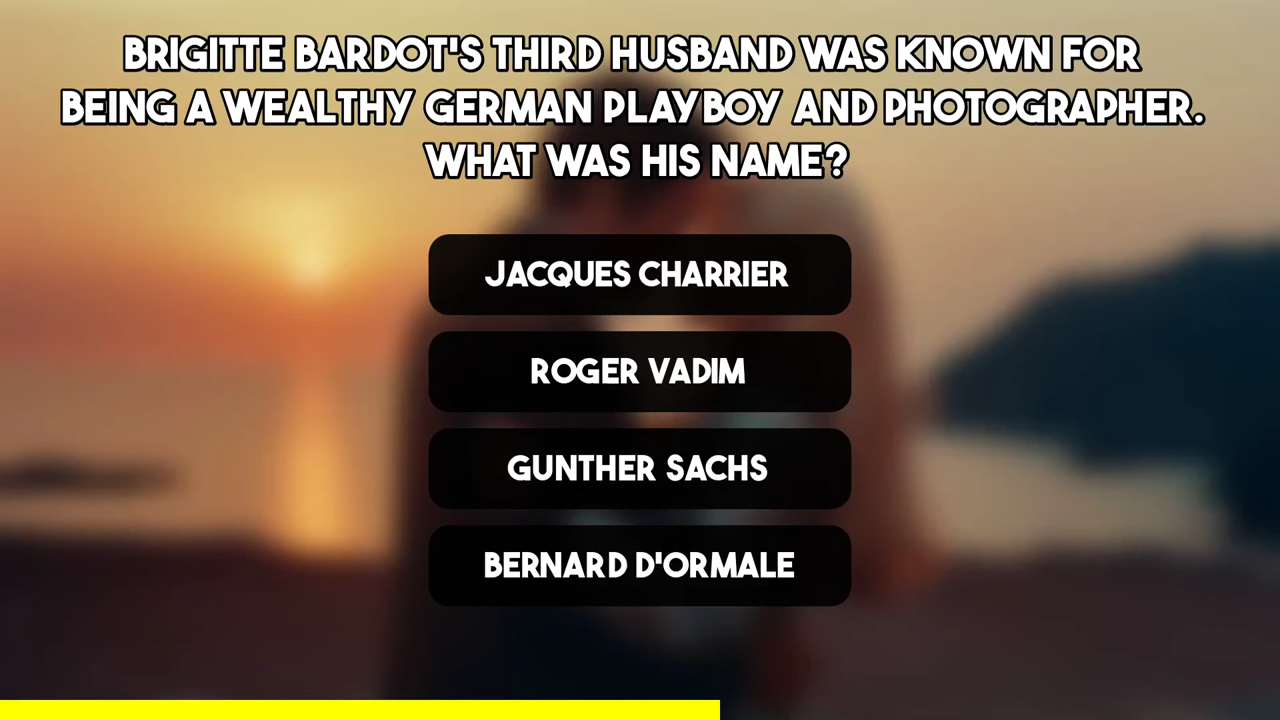 BRIGITTE BARDOT'S THIRD HUSBAND WAS KNOWN FOR
BEING A WEALTHY GERMAN PLAYBOY AND PHOTOGRAPHER.
WHAT WAS HIS NAME?
JACQUES CHARRIER
ROGER VADIM
GUNTHER SACHS
BERNARD D'ORMALE